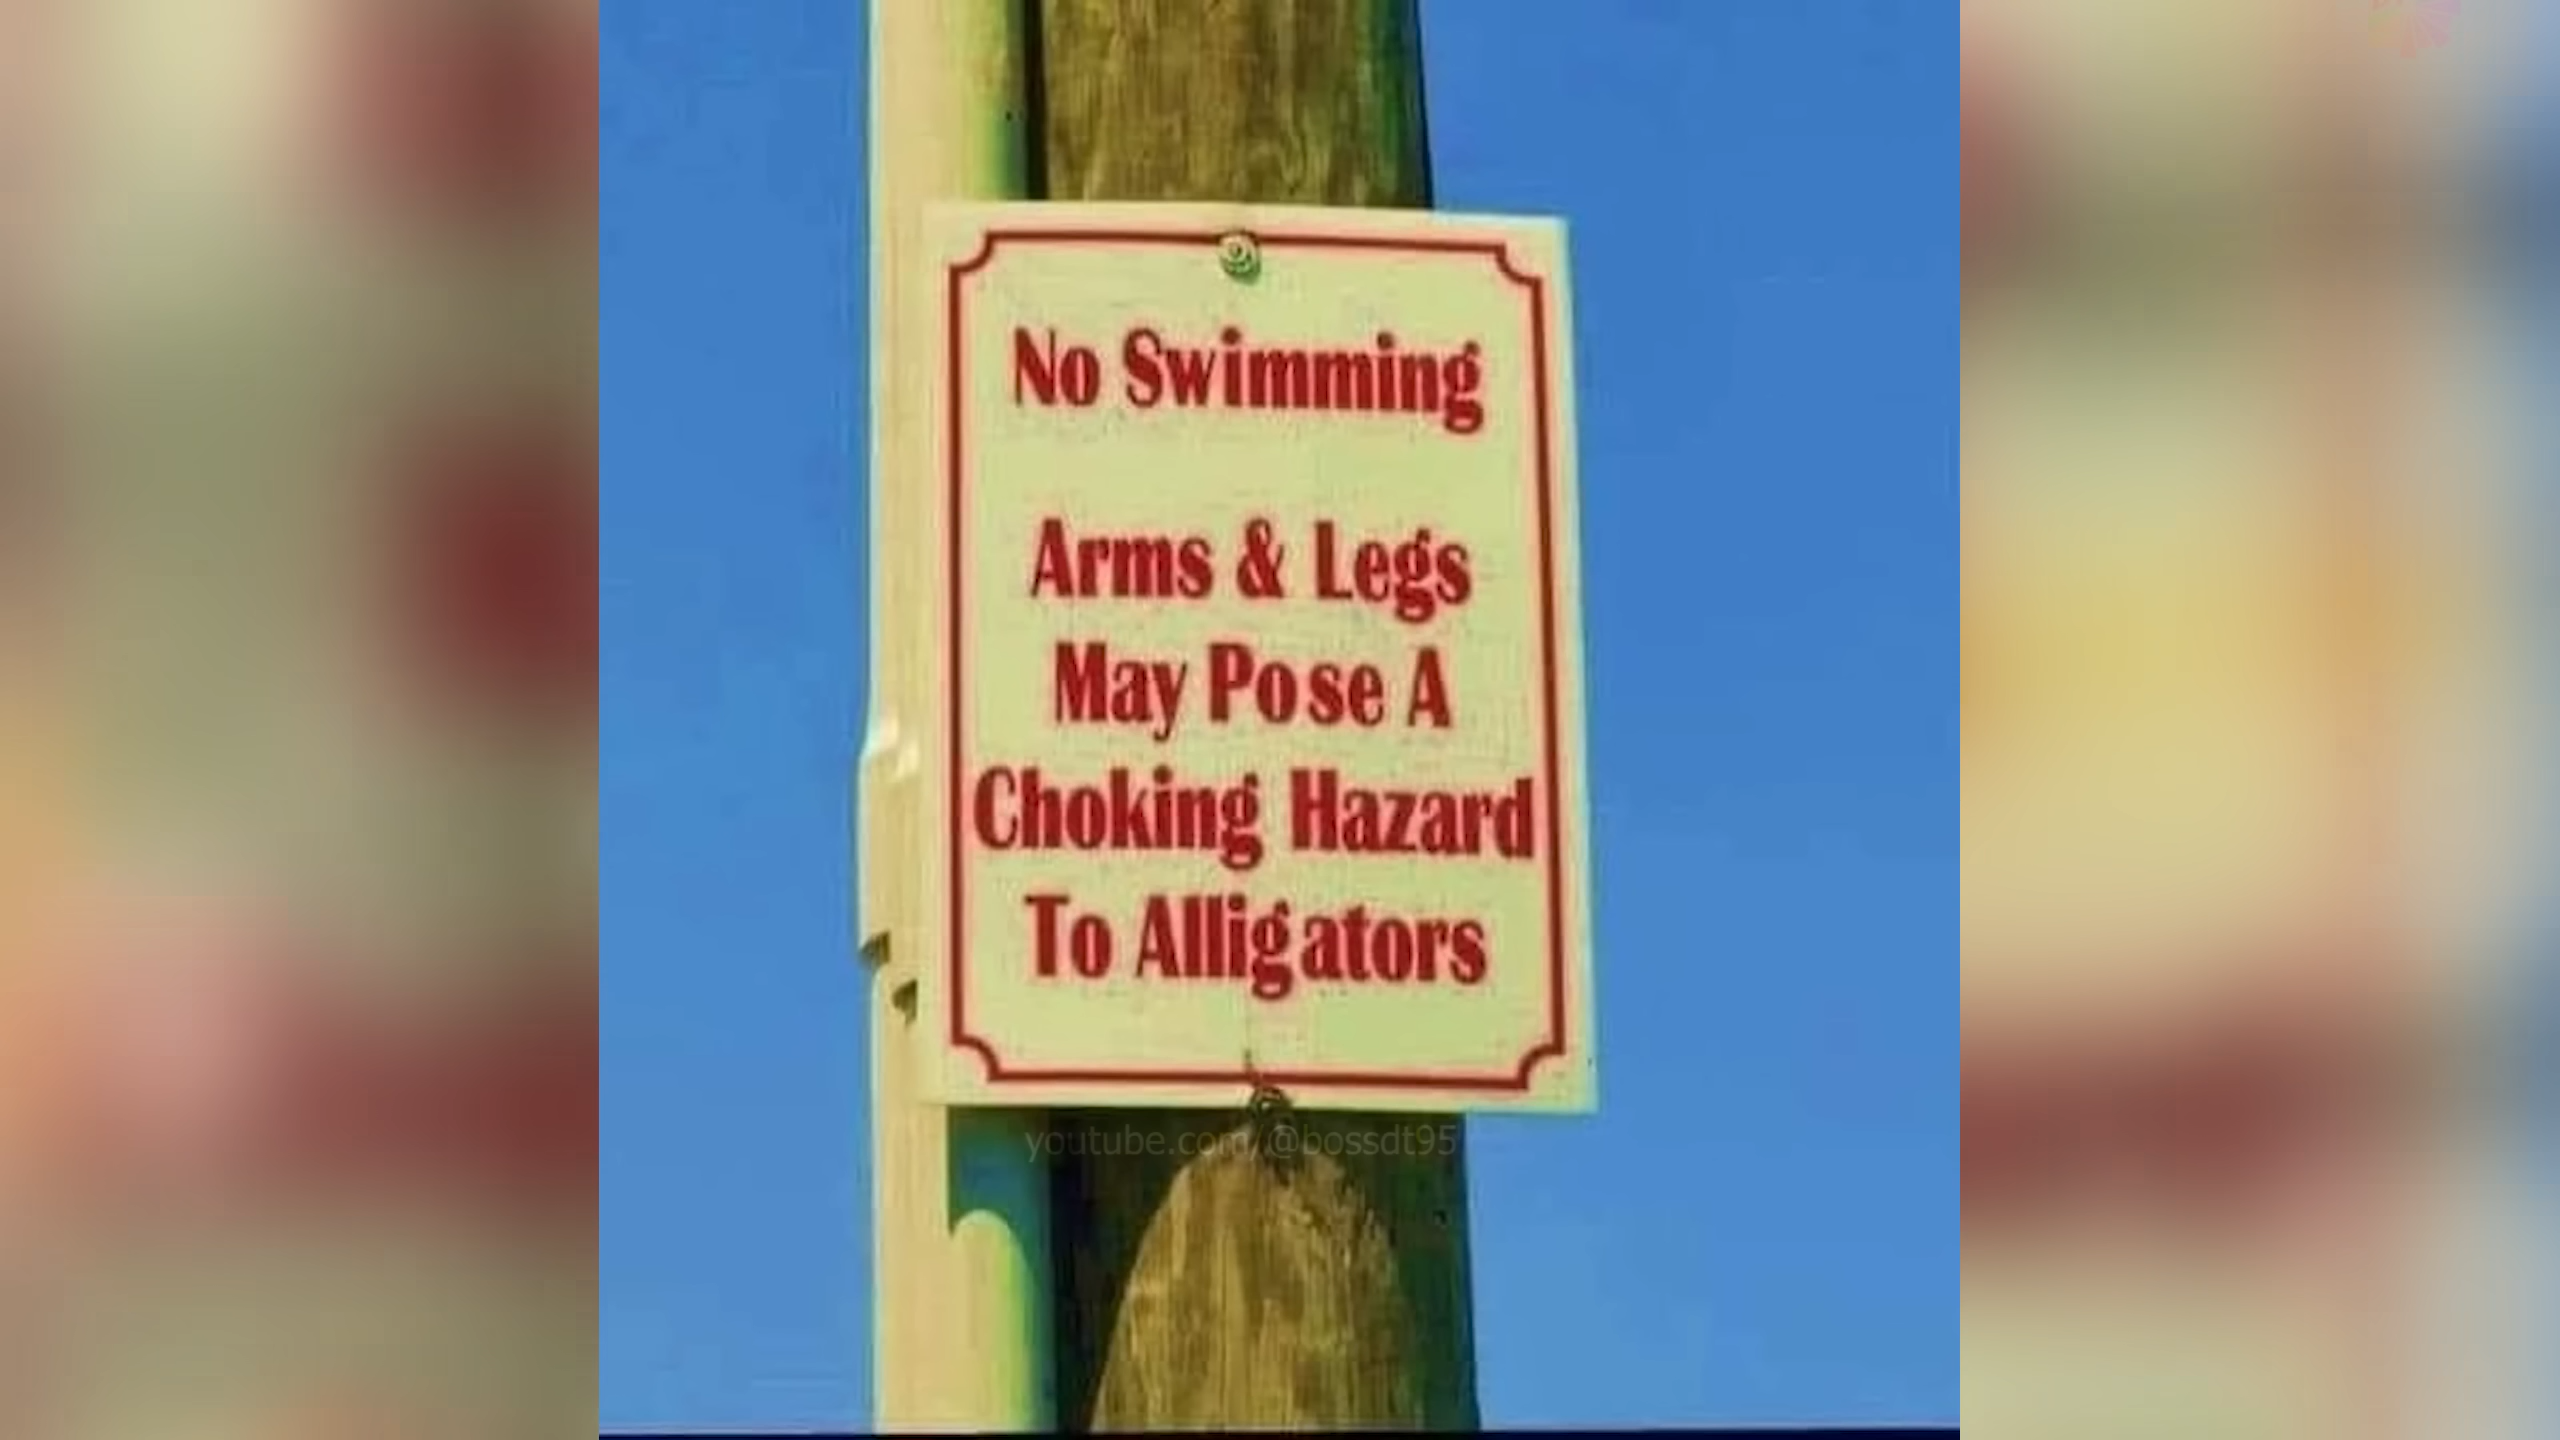 No Swimming
Arms & Legs
May Pose A
Choking Hazard
To Alligators
youtube.com/@bossdt95